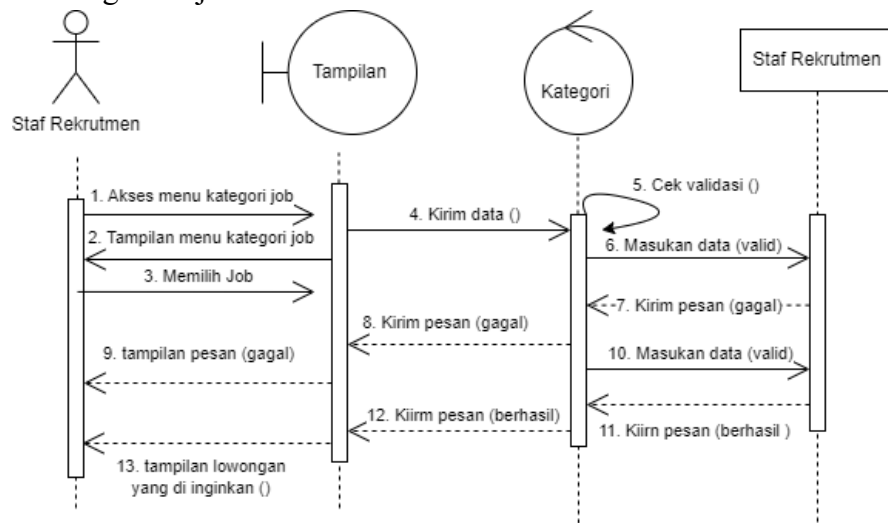 Tampilan
Kategori
Staf Rekrutmen
Staf Rekrutmen
1. Akses menu kategori job
2. Tampilan menu kategori job
3. Memilih Job
4. Kirim data ()
5. Cek validasi ()
6. Masukan data (valid)
7. Kirim pesan (gagal)
8. Kirim pesan (gagal)
9. tampilan pesan (gagal)
10. Masukan data (valid)
11. Kiirn pesan (berhasil )
12. Kiirm pesan (berhasil)
13. tampilan lowongan
yang di inginkan ()